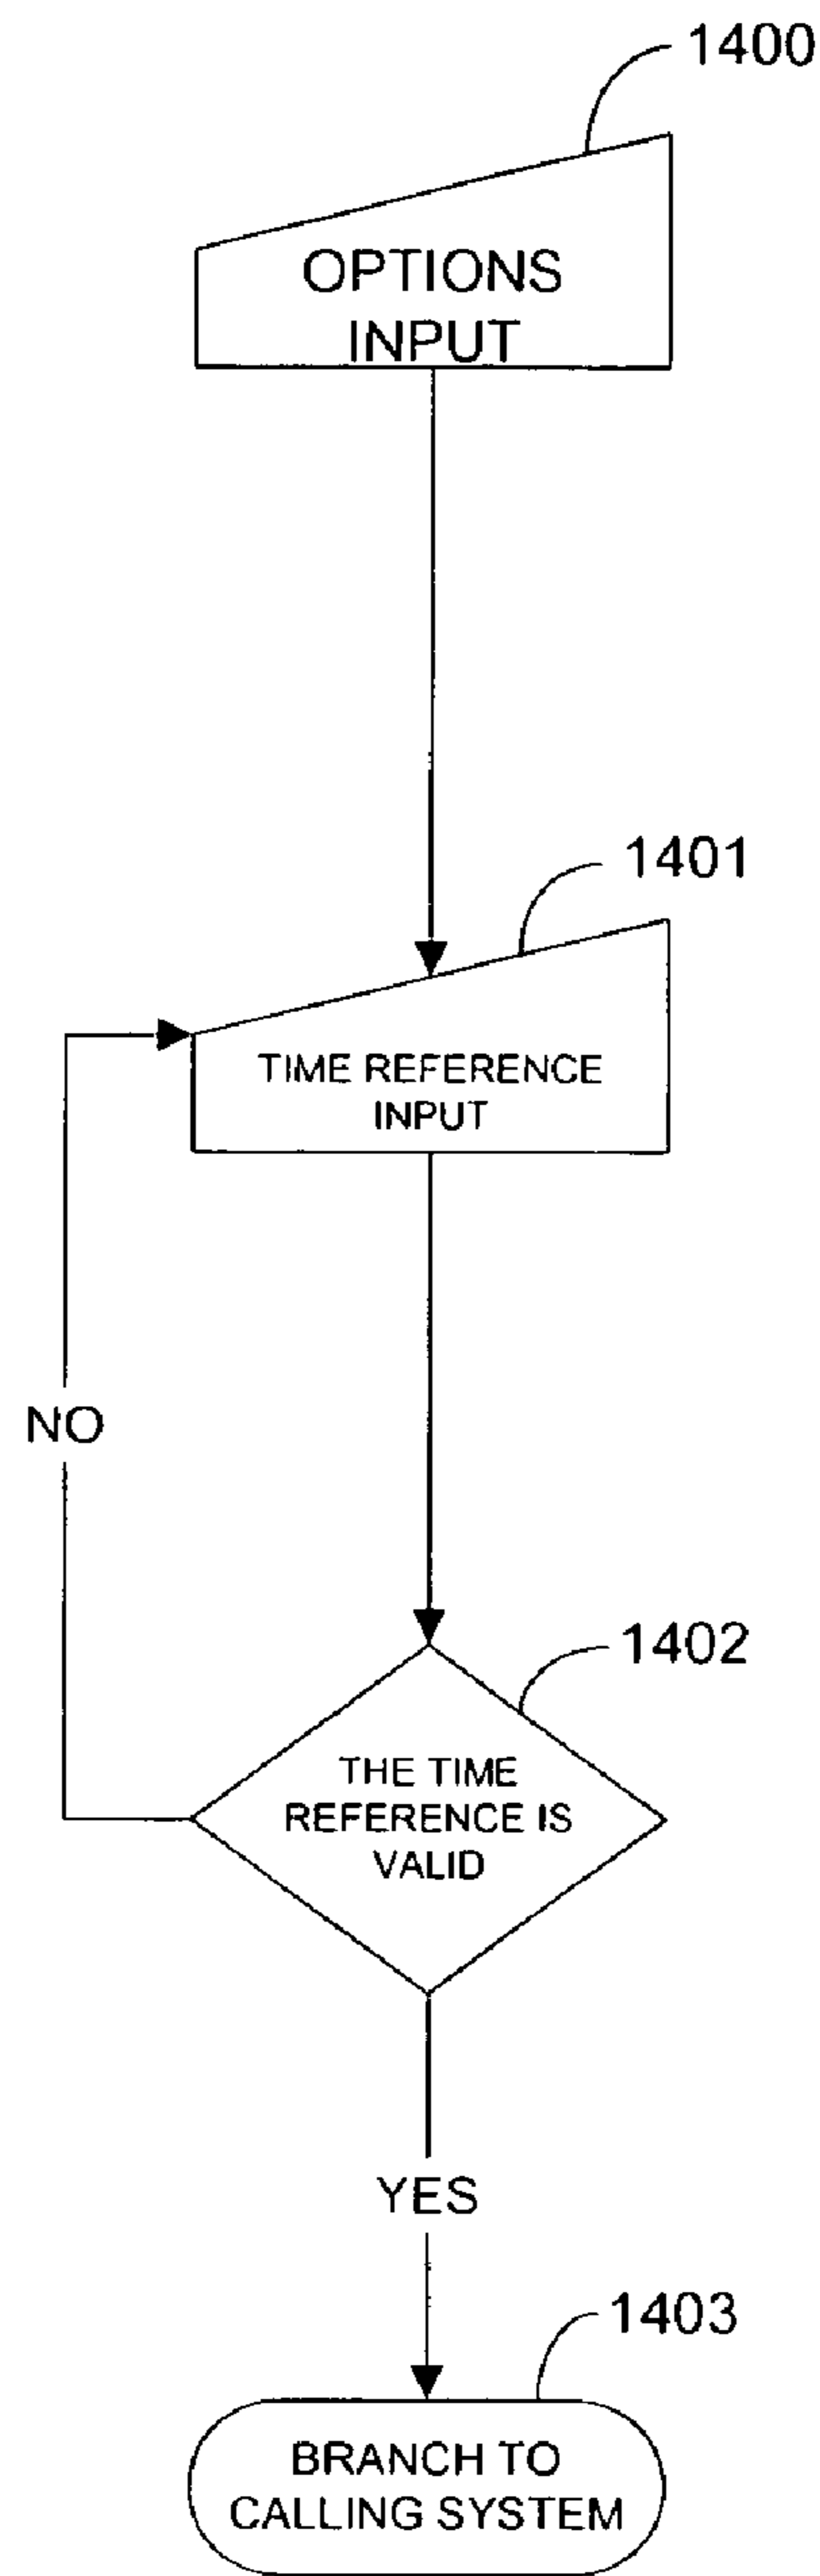 1400
OPTIONS
INPUT
1401
TIME REFERENCE
INPUT
NO
1402
THE TIME
REFERENCE IS
VALID
YES
1403
BRANCH TO
CALLING SYSTEM